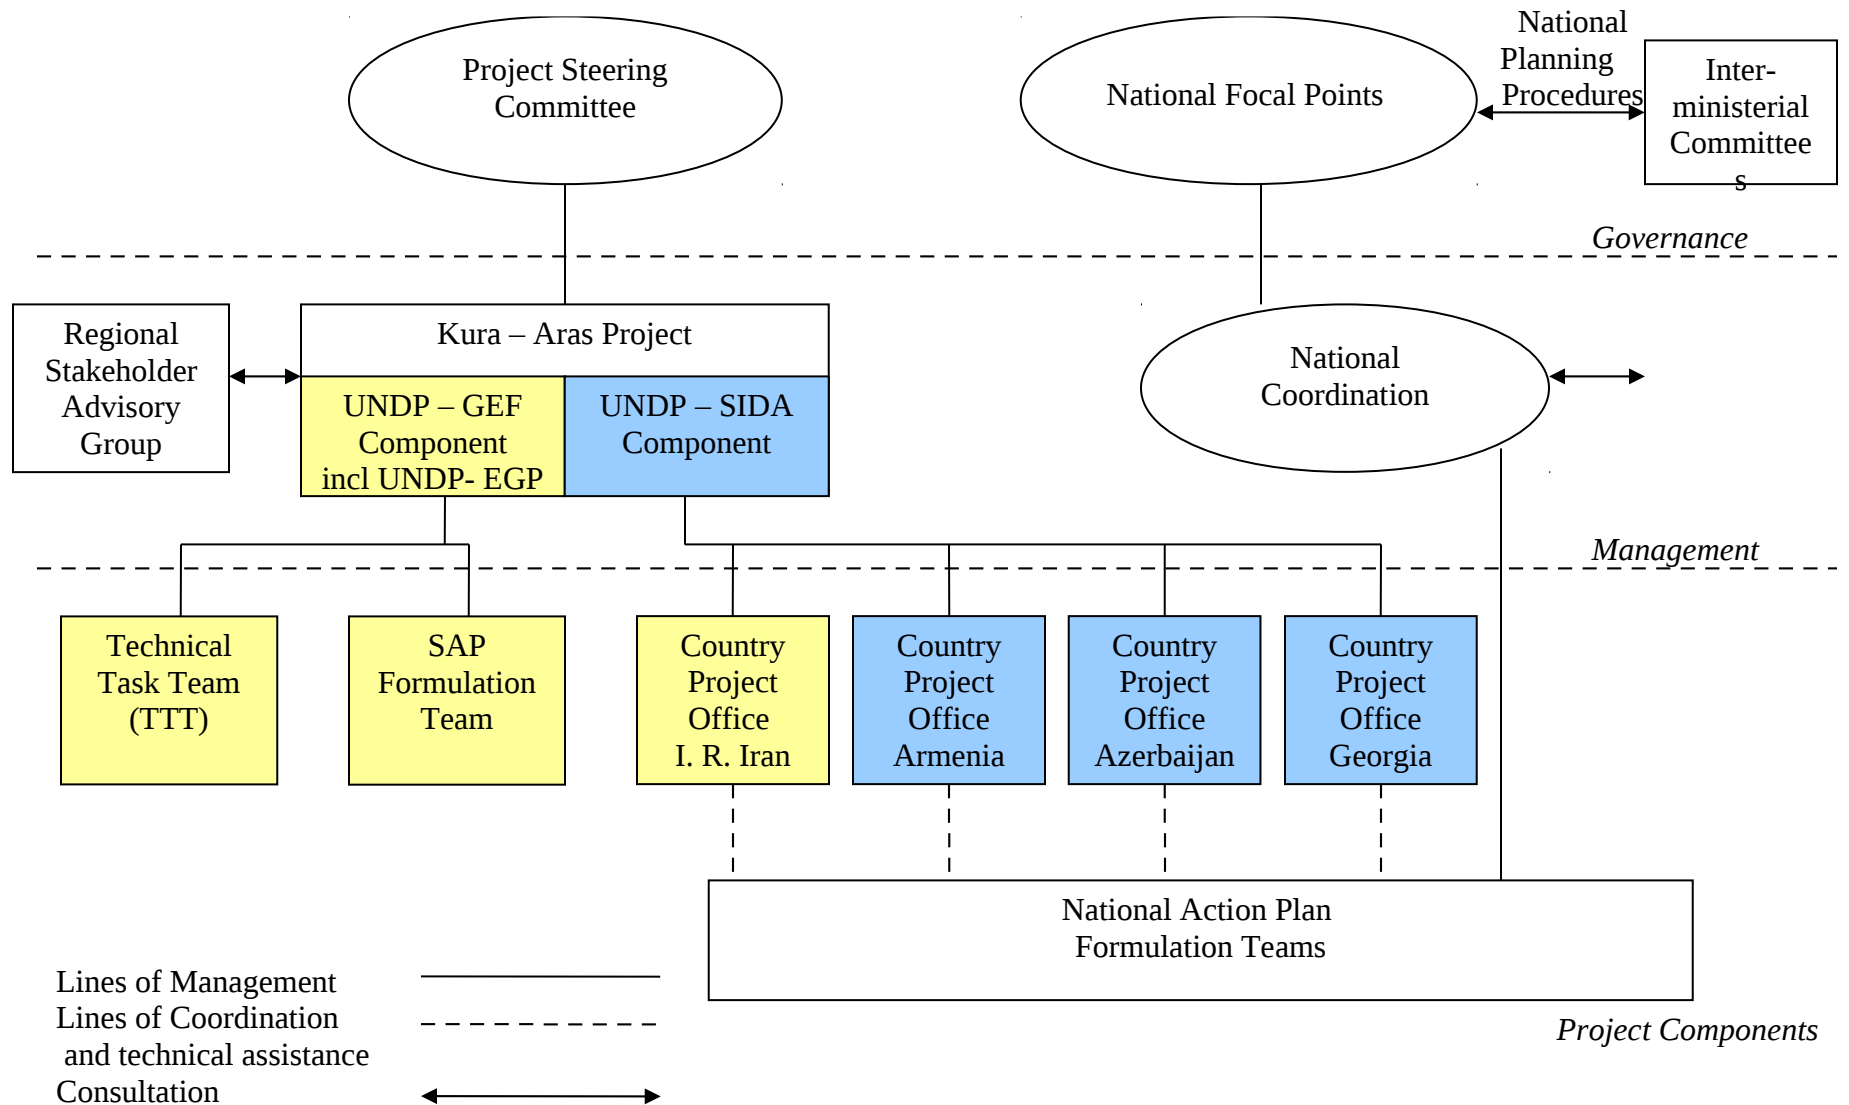 Project Steering
Committee
National Focal Points
National
Planning
Procedures
Inter-
ministerial
Committee
s
Governance
Regional
Stakeholder
Advisory
Group
Kura – Aras Project
UNDP – GEF
Component
incl UNDP- EGP
UNDP – SIDA
Component
National
Coordination
Management
Technical
Task Team
(TTT)
SAP
Formulation
Team
Country
Project
Office
I. R. Iran
Country
Project
Office
Armenia
Country
Project
Office
Azerbaijan
Country
Project
Office
Georgia
National Action Plan
Formulation Teams
Lines of Management
Lines of Coordination
and technical assistance
Consultation
Project Components